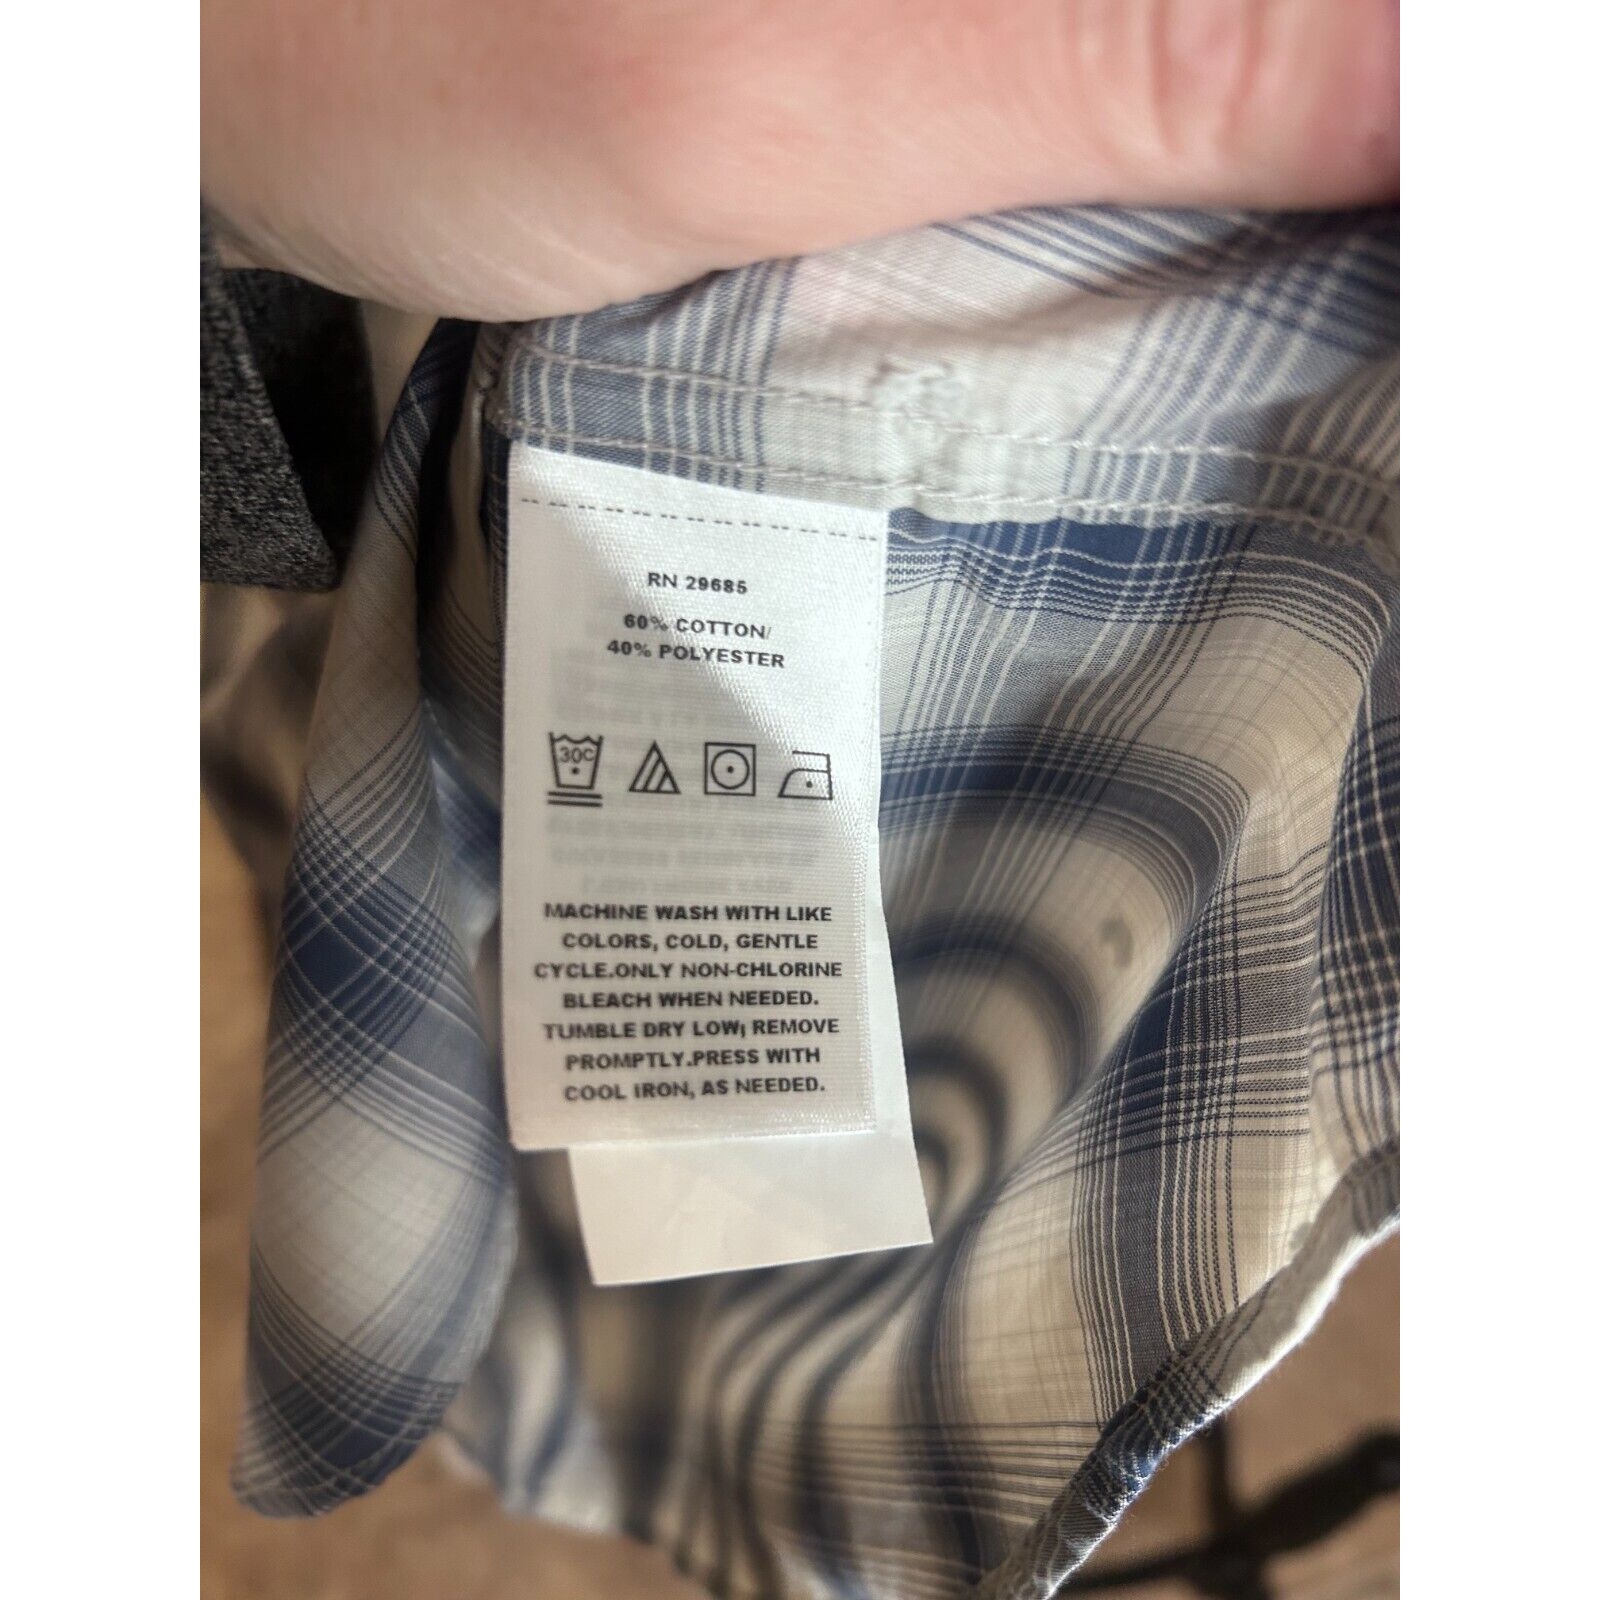 RN 29685
60% COTTON/
40% POLYESTER
30C
MACHINE WASH WITH LIKE
COLORS, COLD, GENTLE
CYCLE.ONLY NON-CHLORINE
BLEACH WHEN NEEDED.
TUMBLE DRY LOW; REMOVE
PROMPTLY.PRESS WITH
COOL IRON, AS NEEDED.